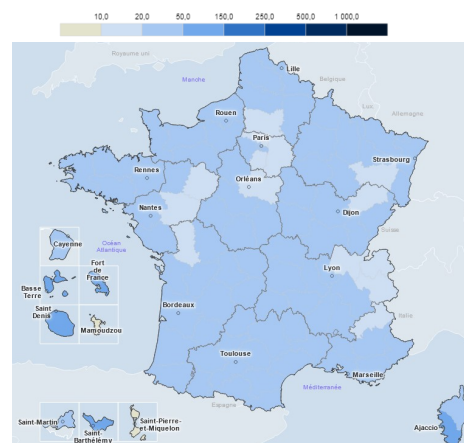 10.0 20.0 50.0 150.0 250.0 500.0 1 000.0
Royaume uni
Lille
Manche
Belgique
Rouen
Luc
Allemagne
Paris
Strasbourg
Rennes
Orléans
Nantes
Dijon
Suisse
Cayenne
Océan
Atlantique
Fort
de
France
Lyon
Basse
Terre
Saint
Denis
Mamoudzou
Bordeaux
Italie
Toulouse
Marseille
Méditerranée
Espagne
Saint-Martin
Saint-
Barthélémy
Saint-Pierre
-et-Miquelon
Ajaccio